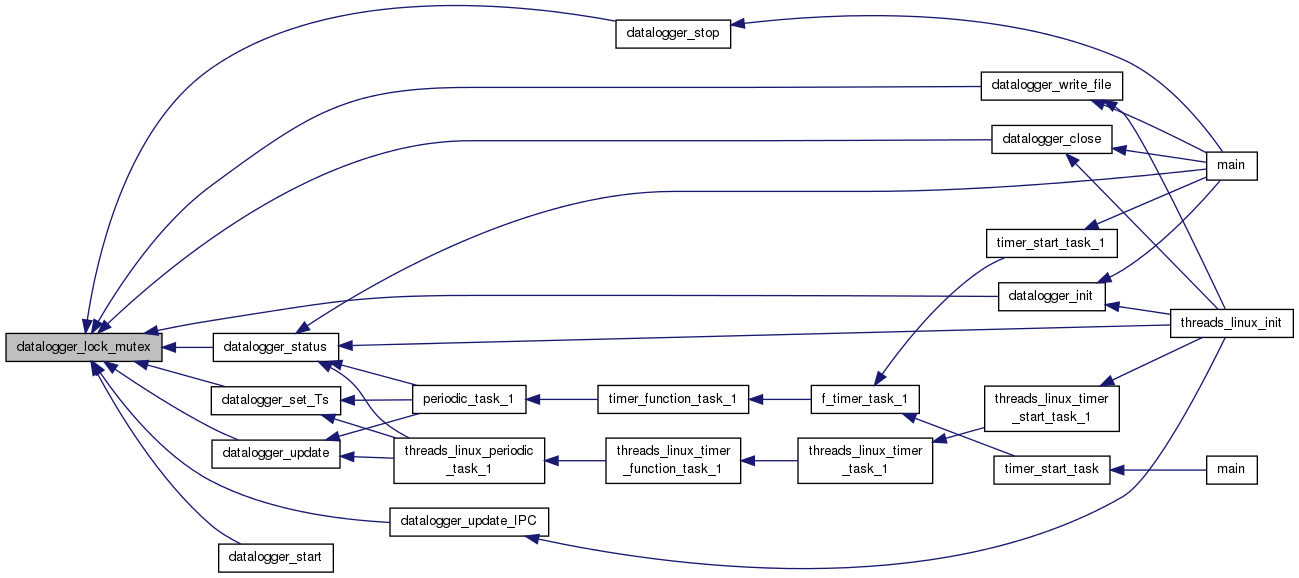 datalogger_stop
datalogger_write_file
datalogger_close
main
timer_start_task_1
datalogger_init
threads_linux_init
datalogger_lock_mutex
datalogger_status
datalogger_set_Ts
periodic_task_1
timer_function_task_1
f_timer_task_1
threads_linux_timer
_start_task_1
datalogger_update
threads_linux_periodic
_task_1
threads_linux_timer
_function_task_1
threads_linux_timer
_task_1
timer_start_task
main
datalogger_update_IPC
datalogger_start